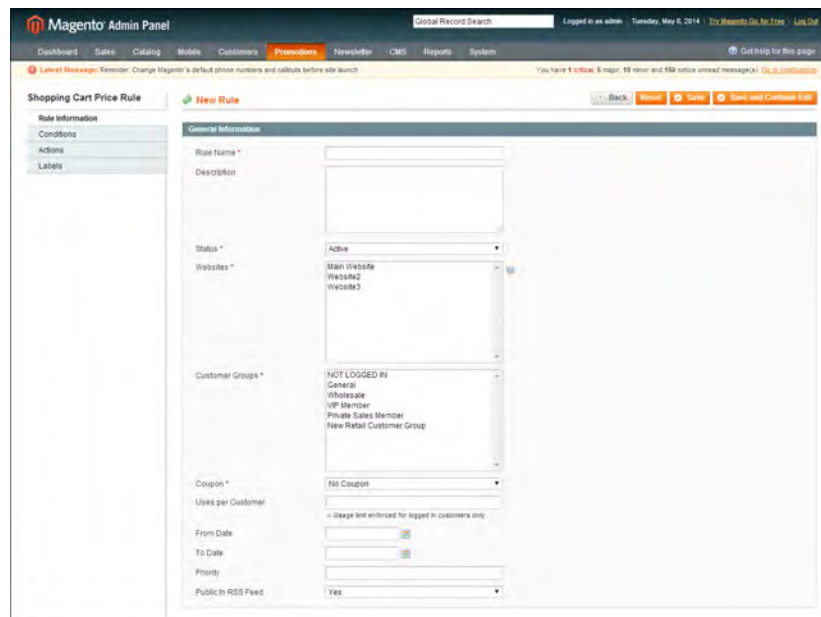 Magento Admin Panel
Global Record Search
Logged in as admin | Tuesday, May 6, 2014 | Try Magento Go for Free | Log Out
Dashboard Sales Catalog Mobile Customers Promotions Newsletter CMS Reports System
Get help for this page
Latest Message: Reminder: Change Magento's default phone numbers and callouts before site launch
You have 1 critical, 5 major, 19 minor and 150 notice unread message(s). Go to notifications
Shopping Cart Price Rule
Rule Information
Conditions
Actions
Labels
New Rule
Back Reset Save Save and Continue Edit
General Information
Rule Name *
Description
Status * Active
Websites * Main Website
Website2
Website3
Customer Groups * NOT LOGGED IN
General
Wholesale
VIP Member
Private Sales Member
New Retail Customer Group
Coupon * No Coupon
Uses per Customer
Usage limit enforced for logged in customers only
From Date
To Date
Priority
Public In RSS Feed Yes